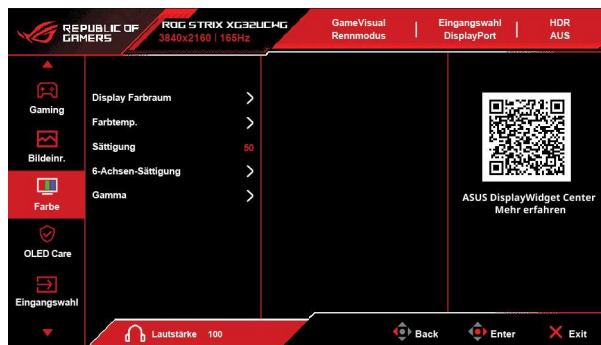 REPUBLIC OF
GAMERS
ROG STRIX XG32UCWG
3840x2160 | 165Hz
GameVisual
Rennmodus
Eingangswahl
DisplayPort
HDR
AUS
Gaming
Bildeinr.
Farbe
OLED Care
Eingangswahl
Display Farbraum
Farbtemp.
Sättigung 50
6-Achsen-Sättigung
Gamma
ASUS DisplayWidget Center
Mehr erfahren
Lautstärke 100
Back
Enter
Exit